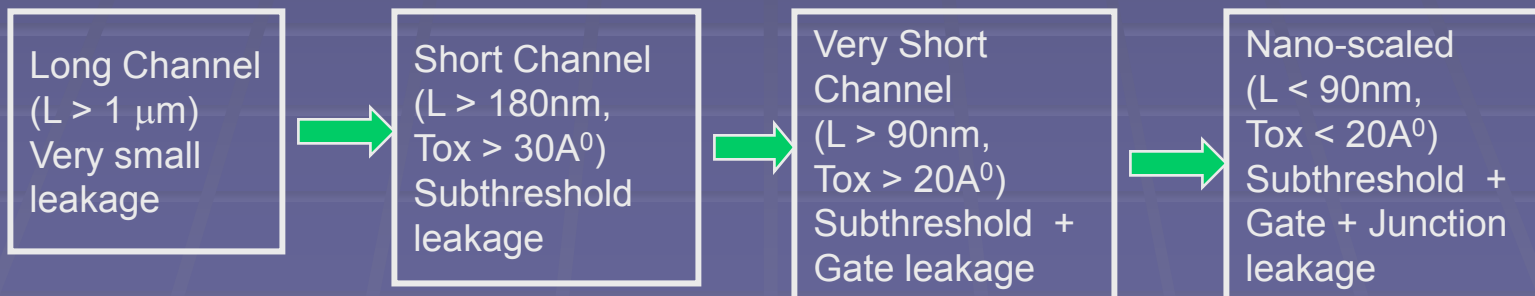 Long Channel
(L > 1 μm)
Very small
leakage
Short Channel
(L > 180nm,
Tox > 30A⁰)
Subthreshold
leakage
Very Short
Channel
(L > 90nm,
Tox > 20A⁰)
Subthreshold +
Gate leakage
Nano-scaled
(L < 90nm,
Tox < 20A⁰)
Subthreshold +
Gate + Junction
leakage